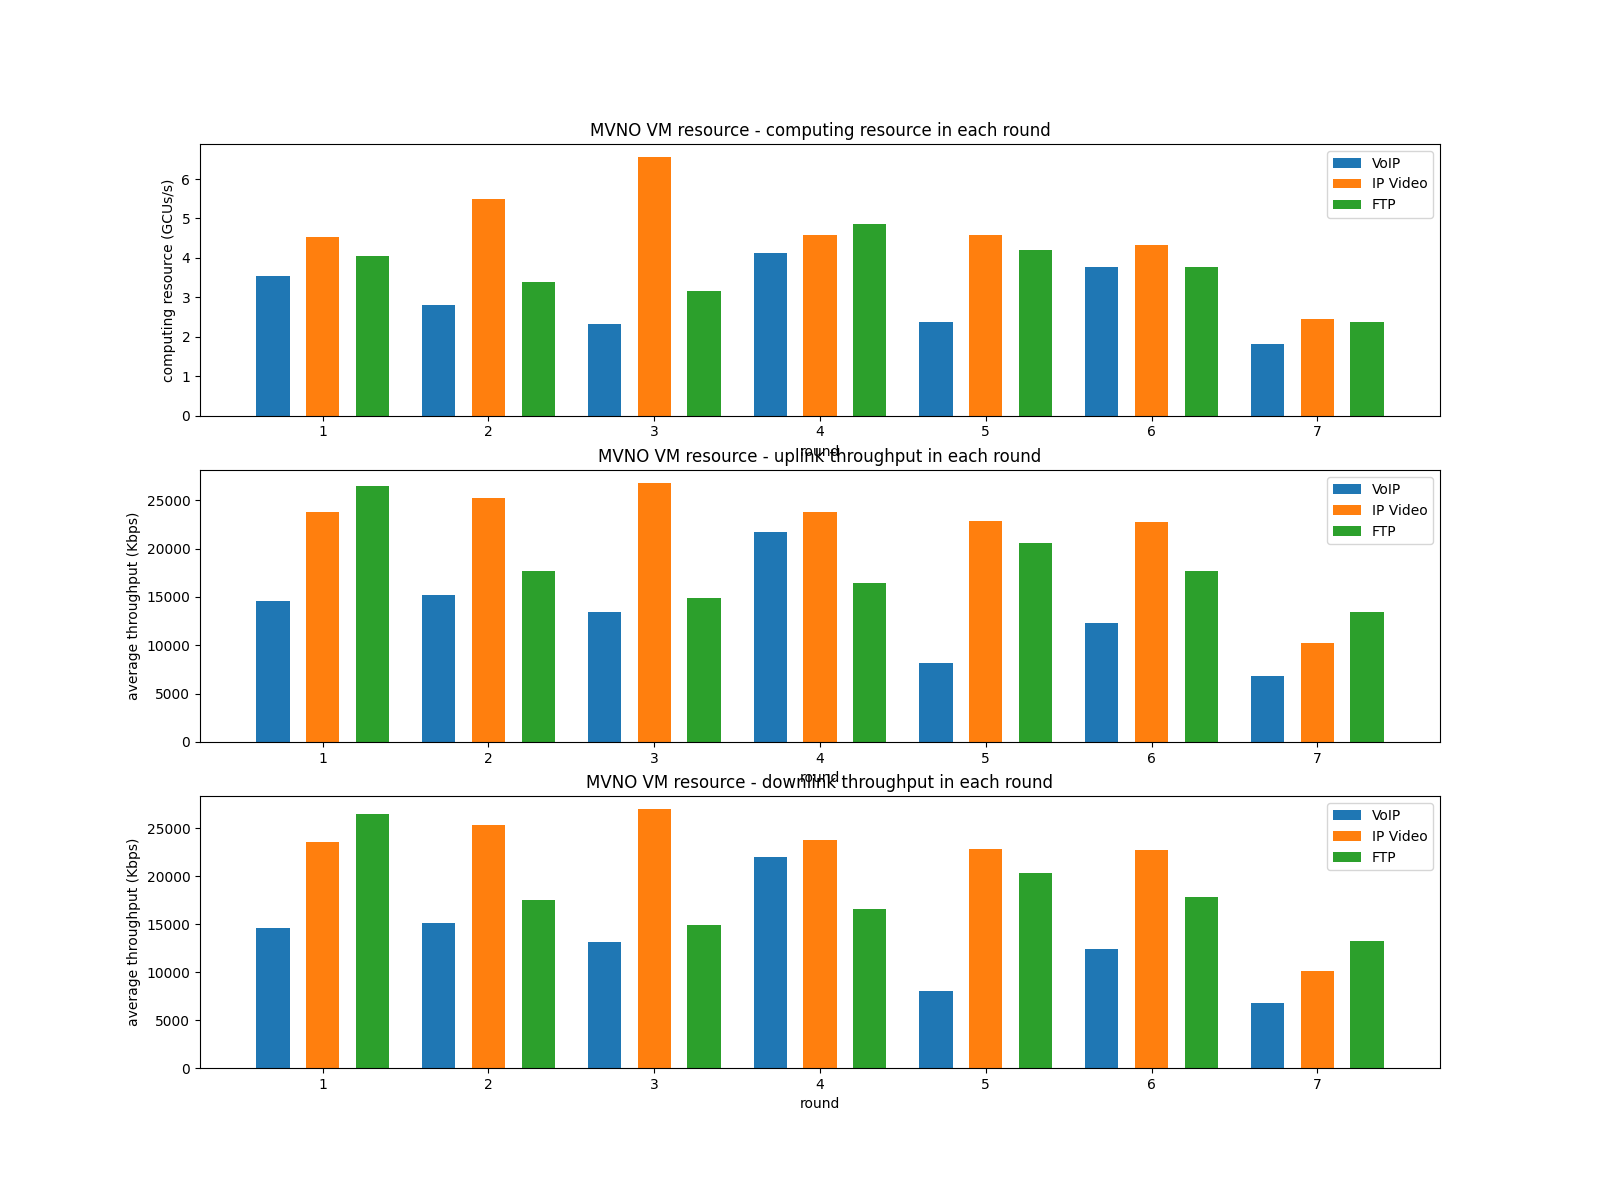 MVNO VM resource - computing resource in each round
computing resource (GCUs/s)
6
5
4
3
2
1
0
VoIP
IP Video
FTP
1 2 3 4 5 6 7
round
MVNO VM resource - uplink throughput in each round
average throughput (Kbps)
25000
20000
15000
10000
5000
0
VoIP
IP Video
FTP
1 2 3 4 5 6 7
round
MVNO VM resource - downlink throughput in each round
average throughput (Kbps)
25000
20000
15000
10000
5000
0
VoIP
IP Video
FTP
1 2 3 4 5 6 7
round